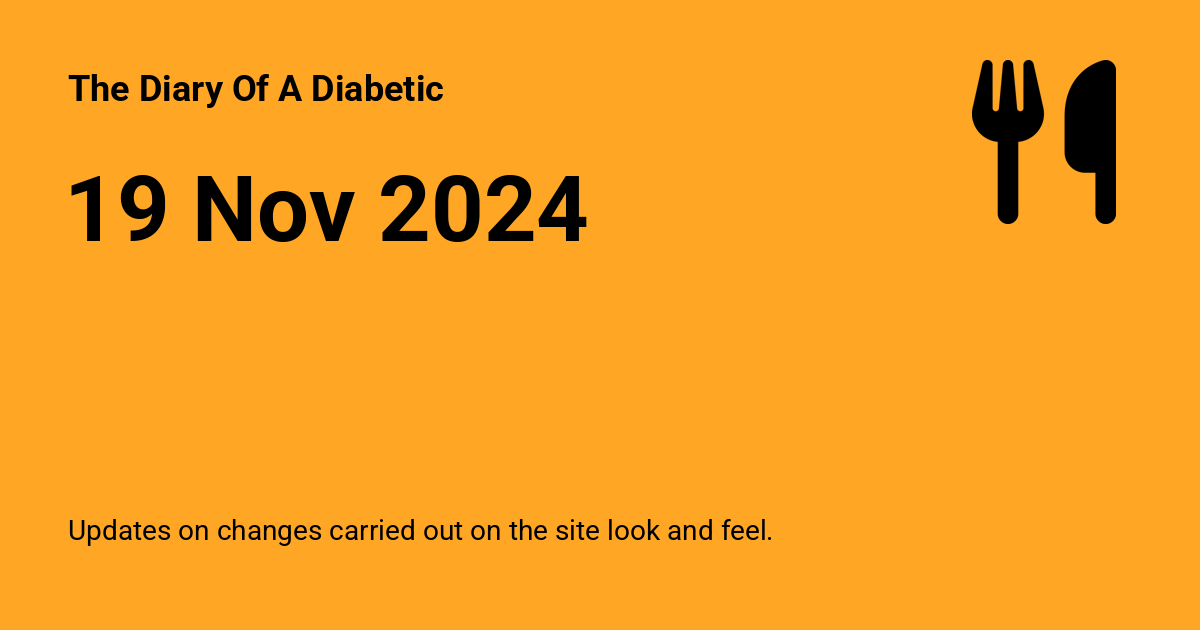 The Diary Of A Diabetic
19 Nov 2024
Updates on changes carried out on the site look and feel.